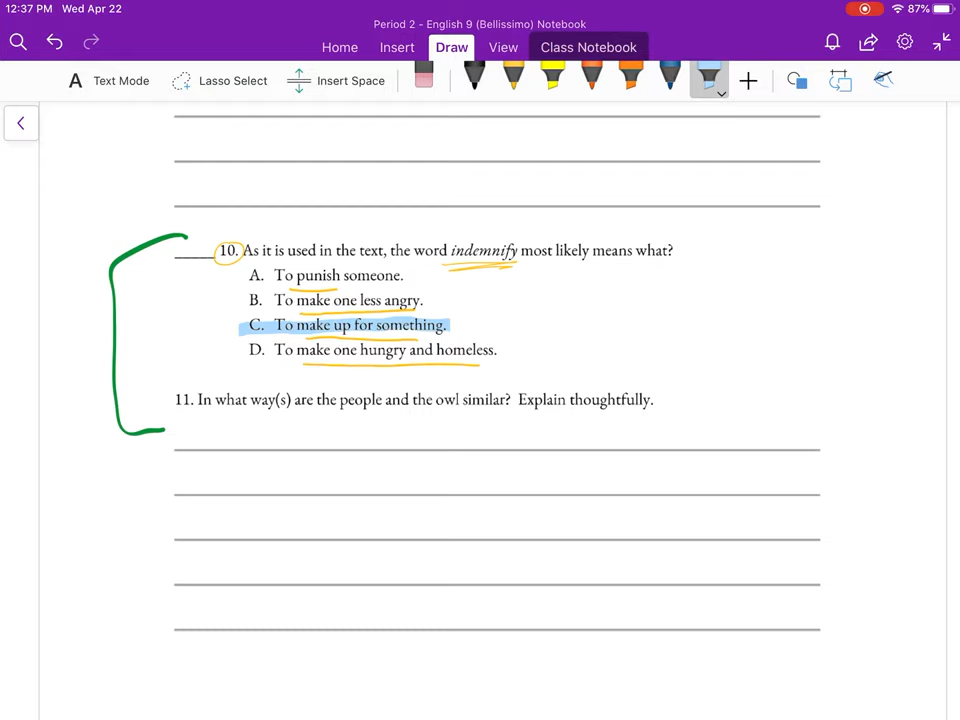 12:37 PM Wed Apr 22
87%
Period 2 - English 9 (Bellissimo) Notebook
Home Insert Draw View Class Notebook
A Text Mode Lasso Select Insert Space
_____ 10. As it is used in the text, the word indemnify most likely means what?
A. To punish someone.
B. To make one less angry.
C. To make up for something.
D. To make one hungry and homeless.
11. In what way(s) are the people and the owl similar? Explain thoughtfully.